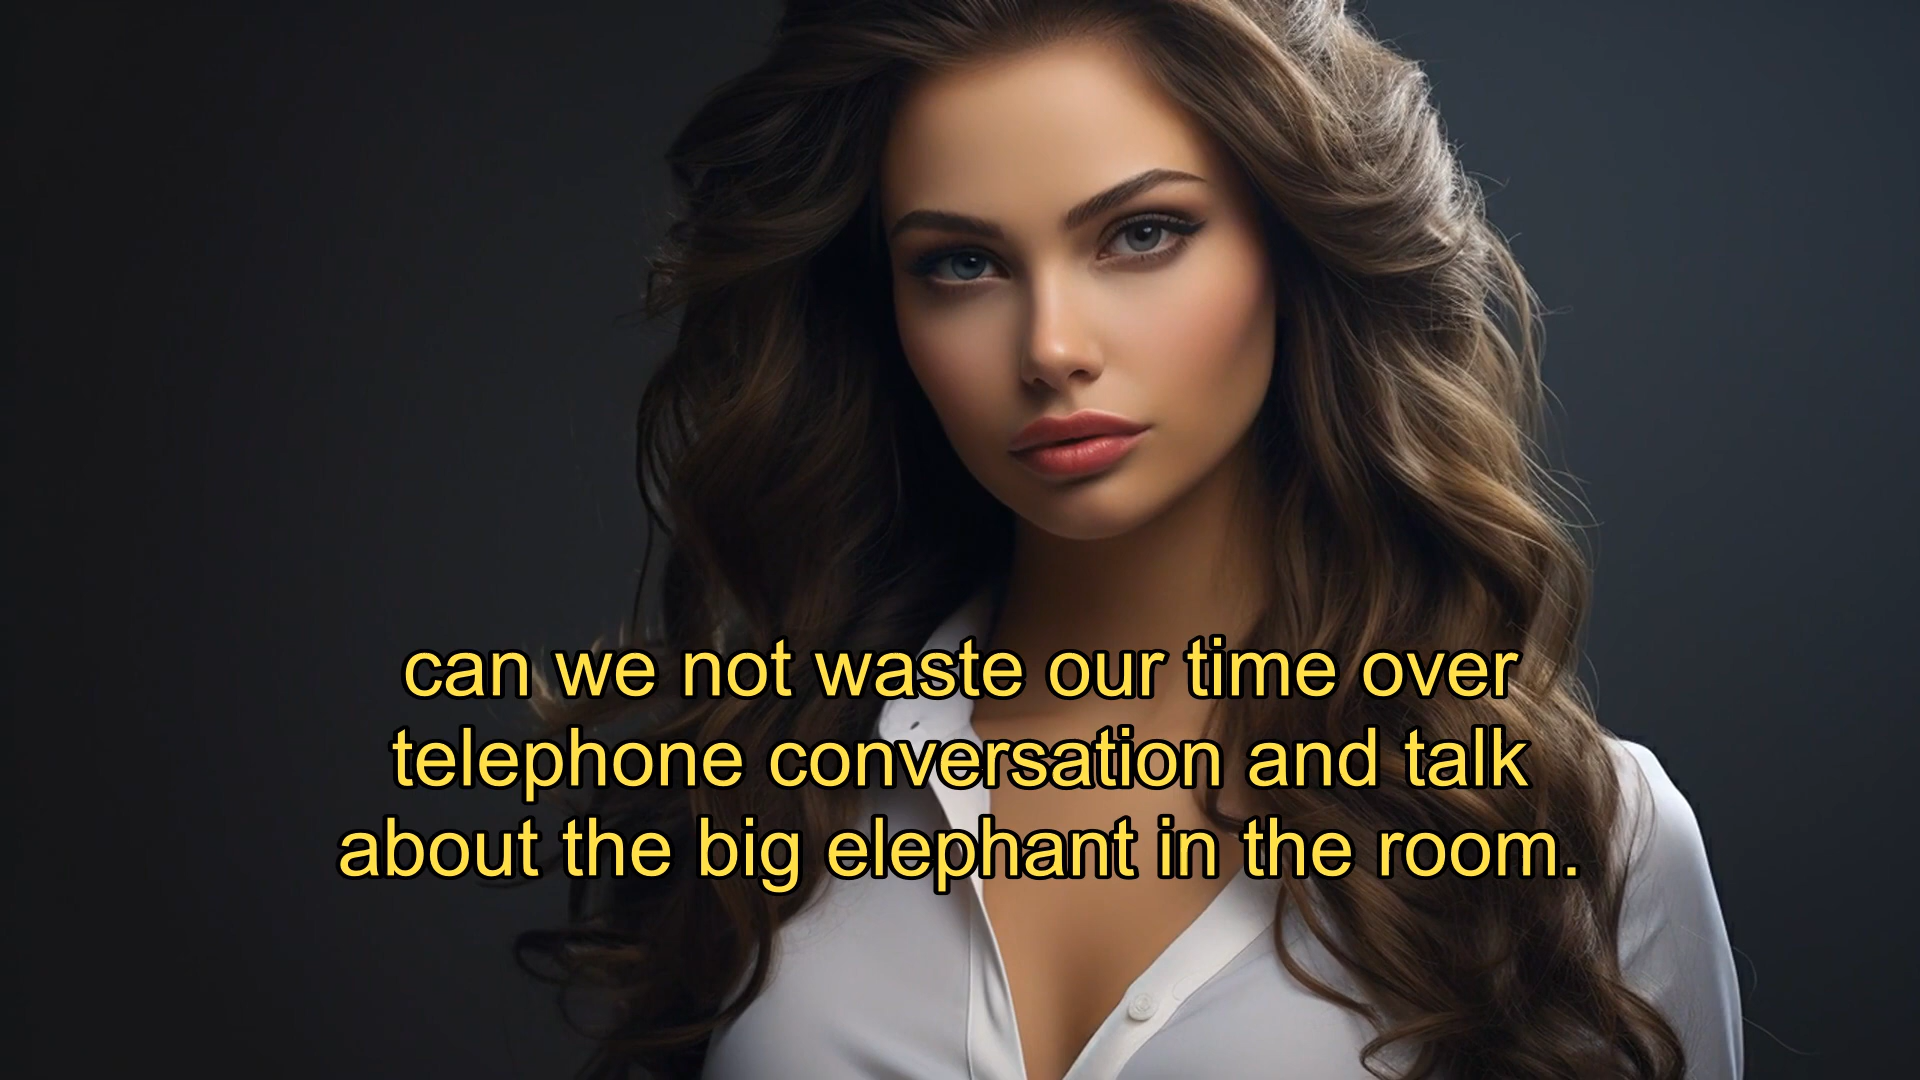 can we not waste our time over
telephone conversation and talk
about the big elephant in the room.